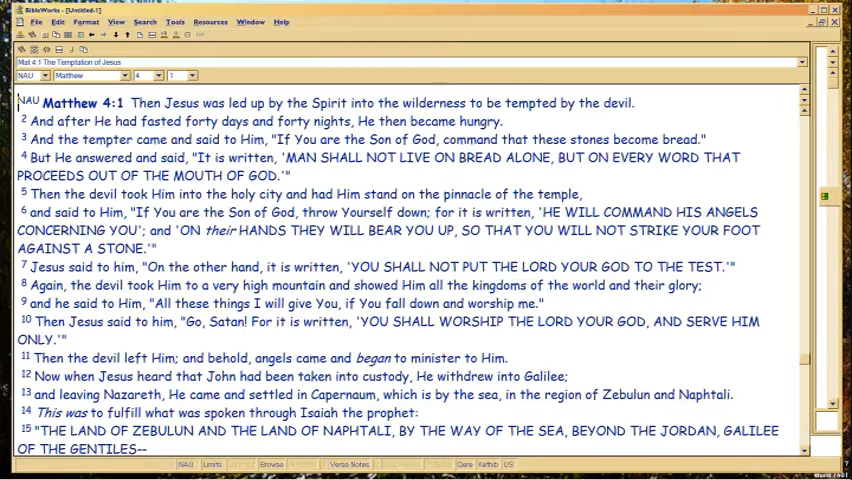 BibleWorks - [Untitled-1]
File Edit Format View Search Tools Resources Window Help
Mat 4:1 The Temptation of Jesus
NAU Matthew 4 1
NAU Matthew 4:1 Then Jesus was led up by the Spirit into the wilderness to be tempted by the devil.
2 And after He had fasted forty days and forty nights, He then became hungry.
3 And the tempter came and said to Him, "If You are the Son of God, command that these stones become bread."
4 But He answered and said, "It is written, 'MAN SHALL NOT LIVE ON BREAD ALONE, BUT ON EVERY WORD THAT
PROCEEDS OUT OF THE MOUTH OF GOD.'"
5 Then the devil took Him into the holy city and had Him stand on the pinnacle of the temple,
6 and said to Him, "If You are the Son of God, throw Yourself down; for it is written, 'HE WILL COMMAND HIS ANGELS
CONCERNING YOU'; and 'ON their HANDS THEY WILL BEAR YOU UP, SO THAT YOU WILL NOT STRIKE YOUR FOOT
AGAINST A STONE.'"
7 Jesus said to him, "On the other hand, it is written, 'YOU SHALL NOT PUT THE LORD YOUR GOD TO THE TEST.'"
8 Again, the devil took Him to a very high mountain and showed Him all the kingdoms of the world and their glory;
9 and he said to Him, "All these things I will give You, if You fall down and worship me."
10 Then Jesus said to him, "Go, Satan! For it is written, 'YOU SHALL WORSHIP THE LORD YOUR GOD, AND SERVE HIM
ONLY.'"
11 Then the devil left Him; and behold, angels came and began to minister to Him.
12 Now when Jesus heard that John had been taken into custody, He withdrew into Galilee;
13 and leaving Nazareth, He came and settled in Capernaum, which is by the sea, in the region of Zebulun and Naphtali.
14 This was to fulfill what was spoken through Isaiah the prophet:
15 "THE LAND OF ZEBULUN AND THE LAND OF NAPHTALI, BY THE WAY OF THE SEA, BEYOND THE JORDAN, GALILEE
OF THE GENTILES--
NAU Limits Browse Verse Notes Qere Kethib US